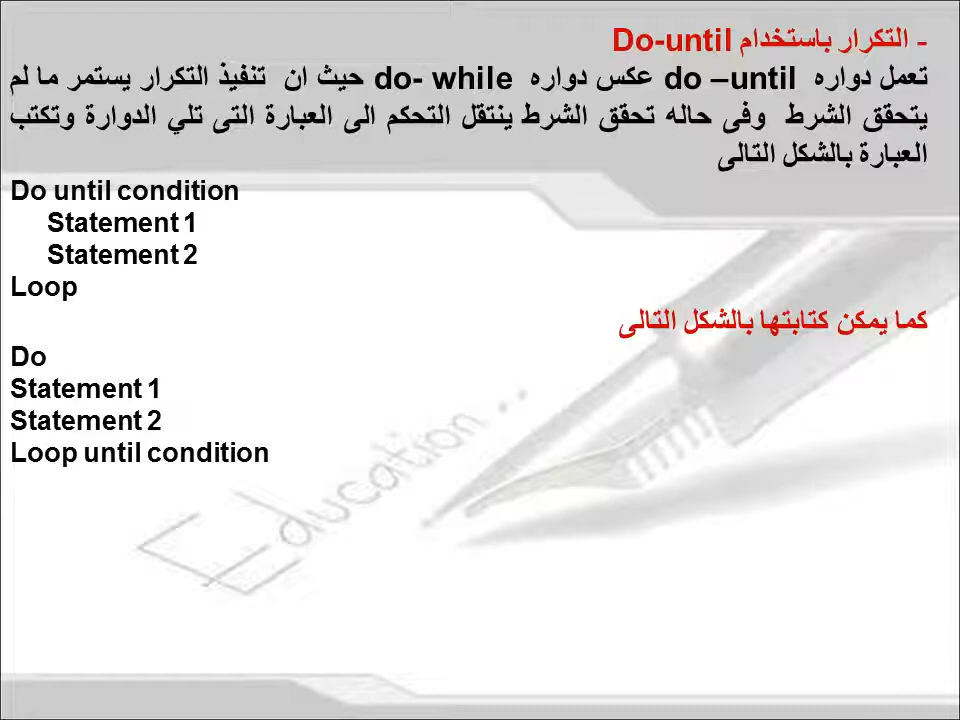 - التكرار باستخدام Do-until
تعمل دواره do –until عكس دواره do- while حيث ان تنفيذ التكرار يستمر ما لم
يتحقق الشرط وفى حاله تحقق الشرط ينتقل التحكم الى العبارة التى تلي الدوارة وتكتب
العبارة بالشكل التالى
Do until condition
Statement 1
Statement 2
Loop
كما يمكن كتابتها بالشكل التالى
Do
Statement 1
Statement 2
Loop until condition
Education ..